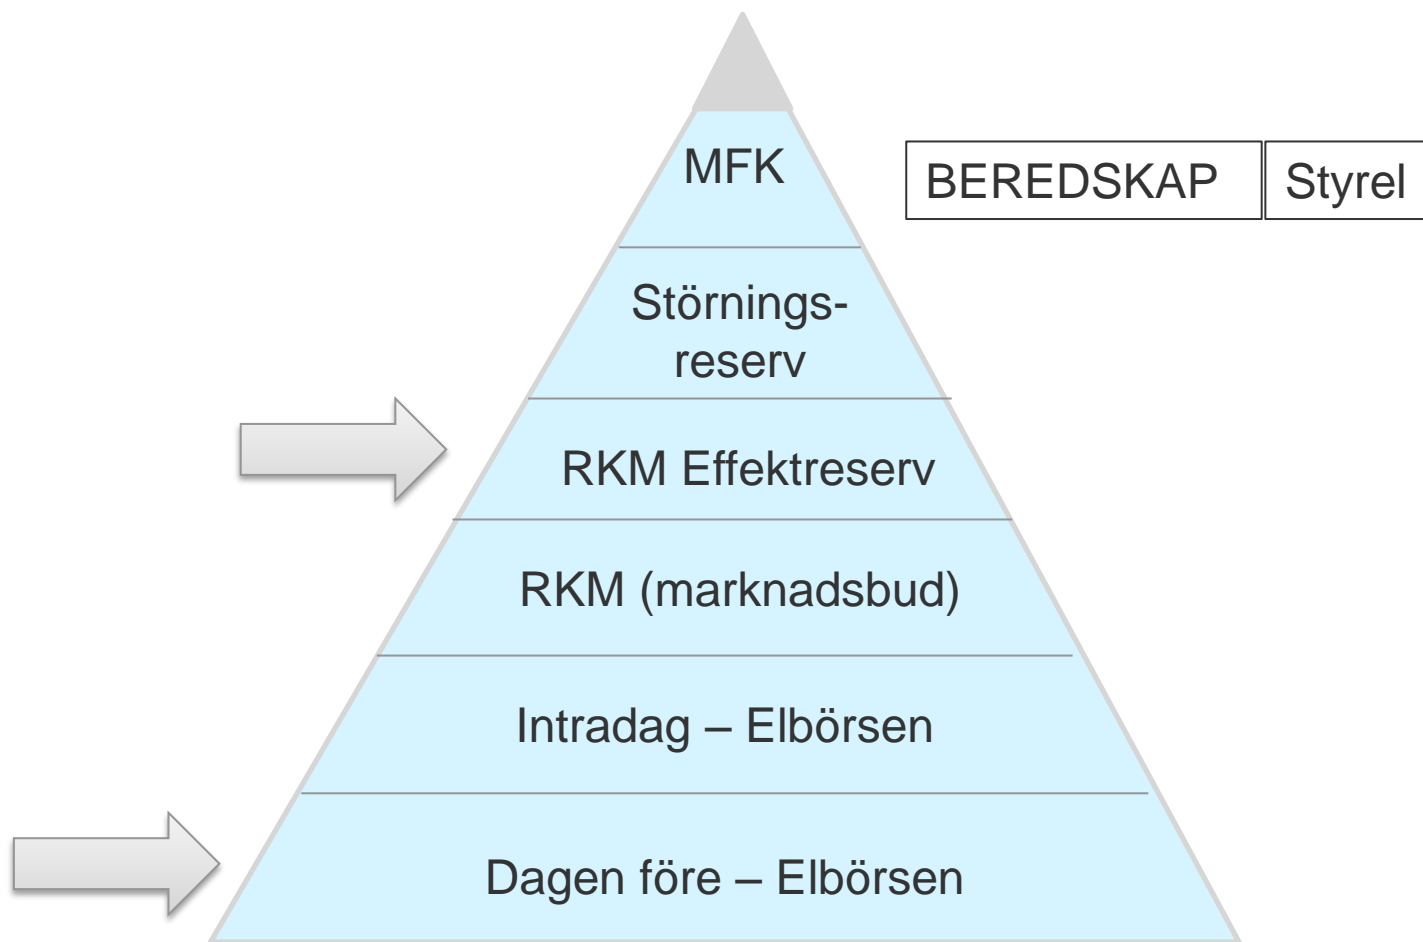 MFK
BEREDSKAP
Styrel
Störnings-
reserv
RKM Effektreserv
RKM (marknadsbud)
Intradag – Elbörsen
Dagen före – Elbörsen